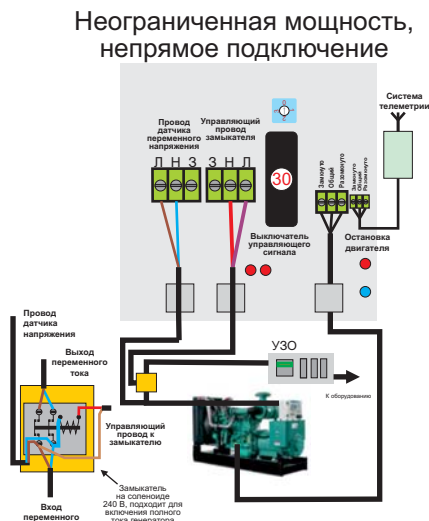 Неограниченная мощность,
непрямое подключение
Провод
датчика
переменного
напряжения
Управляющий
провод
замыкателя
Л Н З
З Н Л
30
Замкнуто
Общий
Разомкнуто
Замкнуто
Общий
Разомкнуто
Система
телеметрии
Выключатель
управляющего
сигнала
Остановка
двигателя
Провод
датчика
напряжения
Выход
переменного
тока
УЗО
К оборудованию
Управляющий
провод к
замыкателю
Замыкатель
на соленоиде
240 В, подходит для
включения полного
тока генератора
Вход
переменного